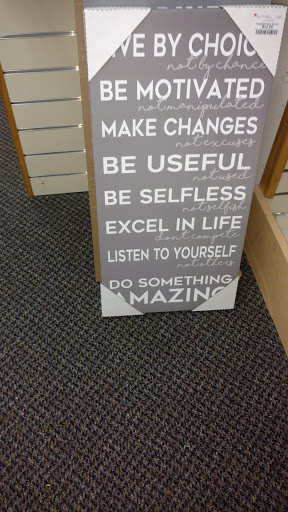 IVE BY CHOIC
not by chance
BE MOTIVATED
not manipulated
MAKE CHANGES
not excuses
BE USEFUL
not used
BE SELFLESS
not selfish
EXCEL IN LIFE
don't compete
LISTEN TO YOURSELF
not others
DO SOMETHING
AMAZING